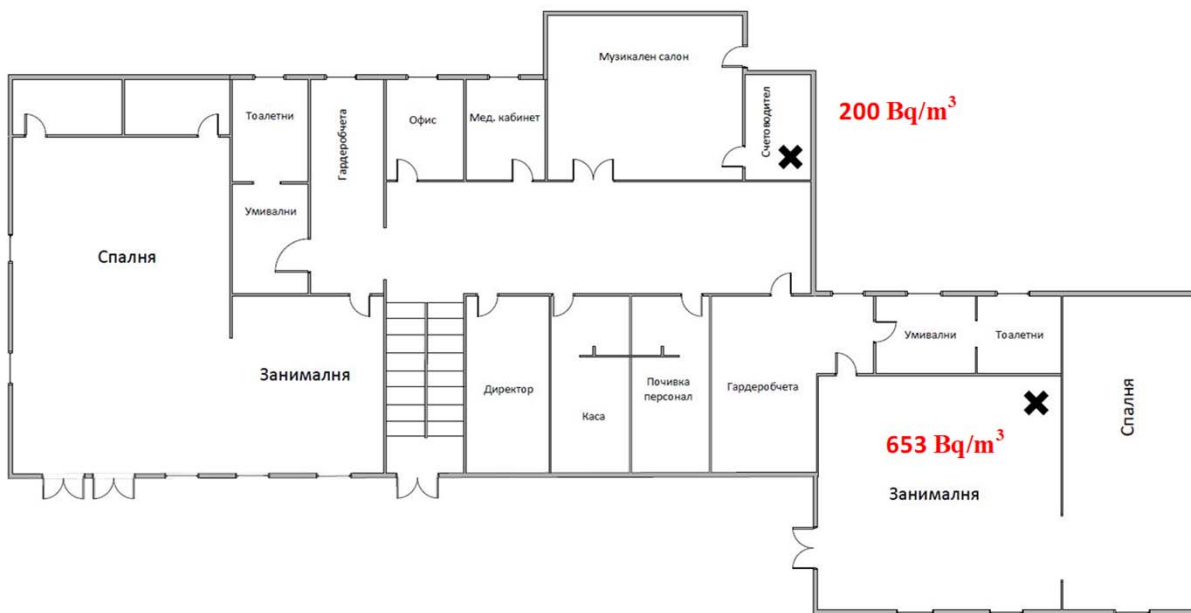 Музикален салон
200 Bq/m³
Тоалетни
Гардеробчета
Офис
Мед. кабинет
Счетоводител
Умивални
Спалня
Занималня
Директор
Каса
Почивка
персонал
Гардеробчета
Умивални
Тоалетни
Спалня
653 Bq/m³
Занималня